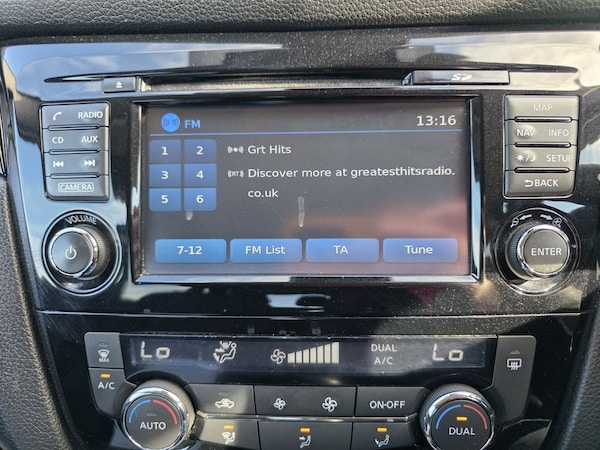 SD
RADIO
CD AUX
CAMERA
VOLUME
FM 13:16
1 2 Grt Hits
3 4 Discover more at greatesthitsradio.
5 6 co.uk
7-12 FM List TA Tune
MAP
NAV INFO
SETUP
BACK
ENTER
MAX
A/C
Lo DUAL Lo
A/C
AUTO
ON-OFF
DUAL